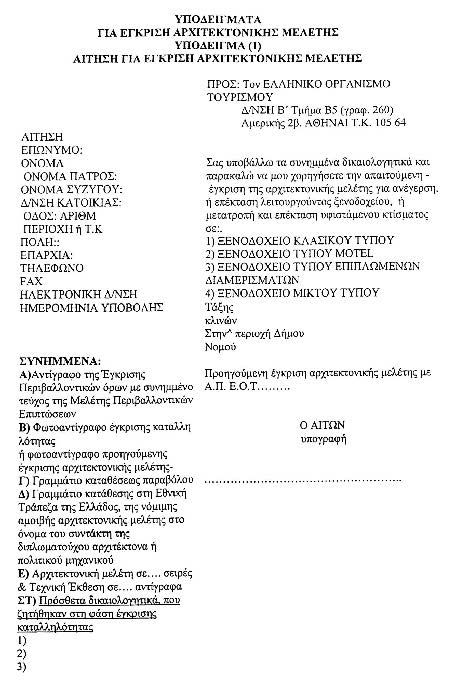 ΥΠΟΔΕΙΓΜΑΤΑ
ΓΙΑ ΕΓΚΡΙΣΗ ΑΡΧΙΤΕΚΤΟΝΙΚΗΣ ΜΕΛΕΤΗΣ
ΥΠΟΔΕΙΓΜΑ (Ι)
ΑΙΤΗΣΗ ΓΙΑ ΕΓΚΡΙΣΗ ΑΡΧΙΤΕΚΤΟΝΙΚΗΣ ΜΕΛΕΤΗΣ
ΠΡΟΣ: Τον ΕΛΛΗΝΙΚΟ ΟΡΓΑΝΙΣΜΟ
ΤΟΥΡΙΣΜΟΥ
Δ/ΝΣΗ Β΄ Τμήμα Β5 (γραφ. 260)
Αμερικής 2β. ΑΘΗΝΑΙ Τ.Κ. 105 64
ΑΙΤΗΣΗ
ΕΠΩΝΥΜΟ:
ΟΝΟΜΑ
ΟΝΟΜΑ ΠΑΤΡΟΣ:
ΟΝΟΜΑ ΣΥΖΥΓΟΥ:
Δ/ΝΣΗ ΚΑΤΟΙΚΙΑΣ:
ΟΔΟΣ: ΑΡΙΘΜ
ΠΕΡΙΟΧΗ ή Τ.Κ
ΠΟΛΗ::
ΕΠΑΡΧΙΑ:
ΤΗΛΕΦΩΝΟ
FAX
ΗΛΕΚΤΡΟΝΙΚΗ Δ/ΝΣΗ
ΗΜΕΡΟΜΗΝΙΑ ΥΠΟΒΟΛΗΣ
Σας υποβάλλω τα συνημμένα δικαιολογητικά και
παρακαλώ να μου χορηγήσετε την απαιτούμενη -
έγκριση της αρχιτεκτονικής μελέτης για ανέγερση,
ή επέκταση λειτουργούντος ξενοδοχείου, ή
μετατροπή και επέκταση υφιστάμενου κτίσματος
σε:.
1) ΞΕΝΟΔΟΧΕΙΟ ΚΛΑΣΙΚΟΥ ΤΥΠΟΥ
2) ΞΕΝΟΔΟΧΕΙΟ ΤΥΠΟΥ MOTEL
3) ΞΕΝΟΔΟΧΕΙΟ ΤΥΠΟΥ ΕΠΙΠΛΩΜΕΝΩΝ
ΔΙΑΜΕΡΙΣΜΑΤΩΝ
4) ΞΕΝΟΔΟΧΕΙΟ ΜΙΚΤΟΥ ΤΥΠΟΥ
Τάξης
κλινών
Στην^ περιοχή Δήμου
Νομού
ΣΥΝΗΜΜΕΝΑ:
Α)Αντίγραφο της Έγκρισης
Περιβαλλοντικών όρων με συνημμένο
τεύχος της Μελέτης Περιβαλλοντικών
Επιπτώσεων
Β) Φωτοαντίγραφο έγκρισης καταλλη
λότητας
ή φωτοαντίγραφο προηγούμενης
έγκρισης αρχιτεκτονικής μελέτης-
Γ) Γραμμάτιο καταθέσεως παραβόλου
Δ) Γραμμάτιο κατάθεσης στη Εθνική
Τράπεζα της Ελλάδος, της νόμιμης
αμοιβής αρχιτεκτονικής μελέτης στο
όνομα του συντάκτη της
διπλωματούχου αρχιτέκτονα ή
πολιτικού μηχανικού
Ε) Αρχιτεκτονική μελέτη σε.... σειρές
& Τεχνική Έκθεση σε.... αντίγραφα
ΣΤ) Πρόσθετα δικαιολογητικά, που
ζητήθηκαν στη φάση έγκρισης
καταλληλότητας
1)
2)
3)
Προηγούμενη έγκριση αρχιτεκτονικής μελέτης με
Α.Π. Ε.Ο.Τ.........
Ο ΑΙΤΩΝ
υπογραφή
.....................................................